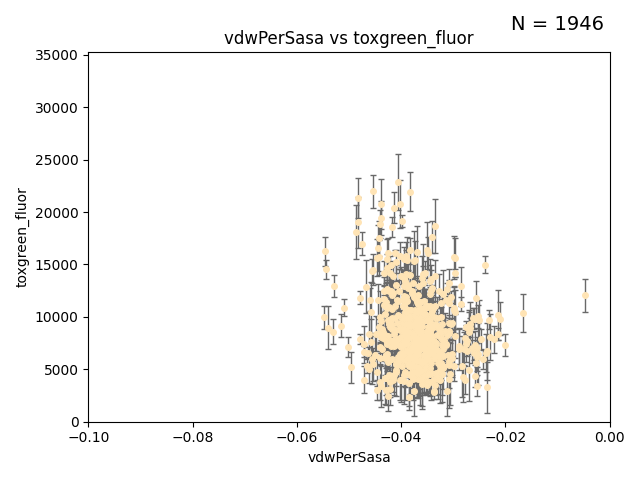 N = 1946
vdwPerSasa vs toxgreen_fluor
toxgreen_fluor
35000
30000
25000
20000
15000
10000
5000
0
−0.10 −0.08 −0.06 −0.04 −0.02 0.00
vdwPerSasa